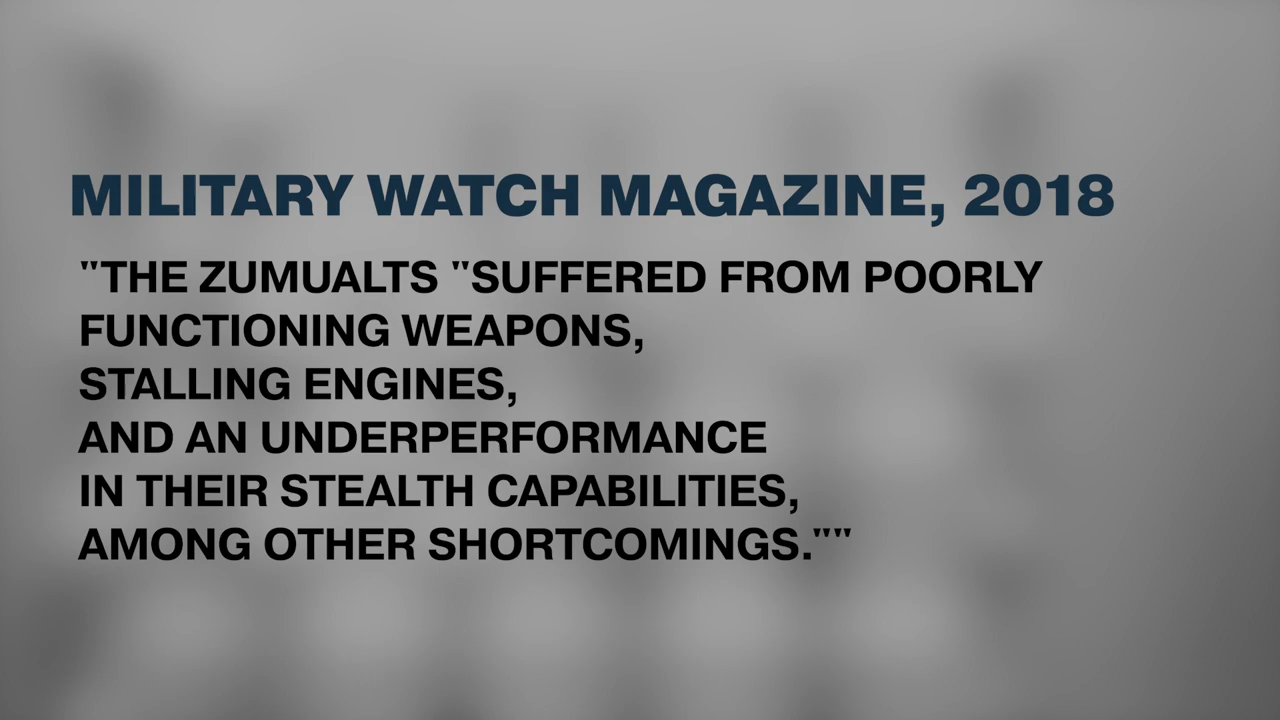 MILITARY WATCH MAGAZINE, 2018
"THE ZUMUALTS "SUFFERED FROM POORLY
FUNCTIONING WEAPONS,
STALLING ENGINES,
AND AN UNDERPERFORMANCE
IN THEIR STEALTH CAPABILITIES,
AMONG OTHER SHORTCOMINGS.""